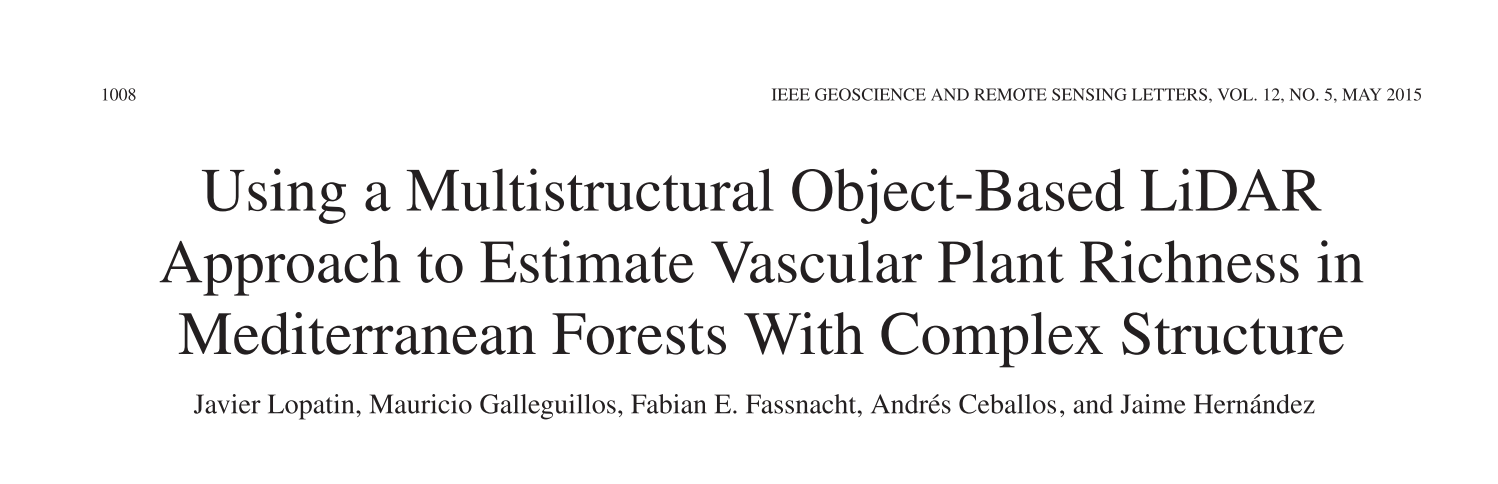 1008
IEEE GEOSCIENCE AND REMOTE SENSING LETTERS, VOL. 12, NO. 5, MAY 2015
Using a Multistructural Object-Based LiDAR
Approach to Estimate Vascular Plant Richness in
Mediterranean Forests With Complex Structure
Javier Lopatin, Mauricio Galleguillos, Fabian E. Fassnacht, Andrés Ceballos, and Jaime Hernández